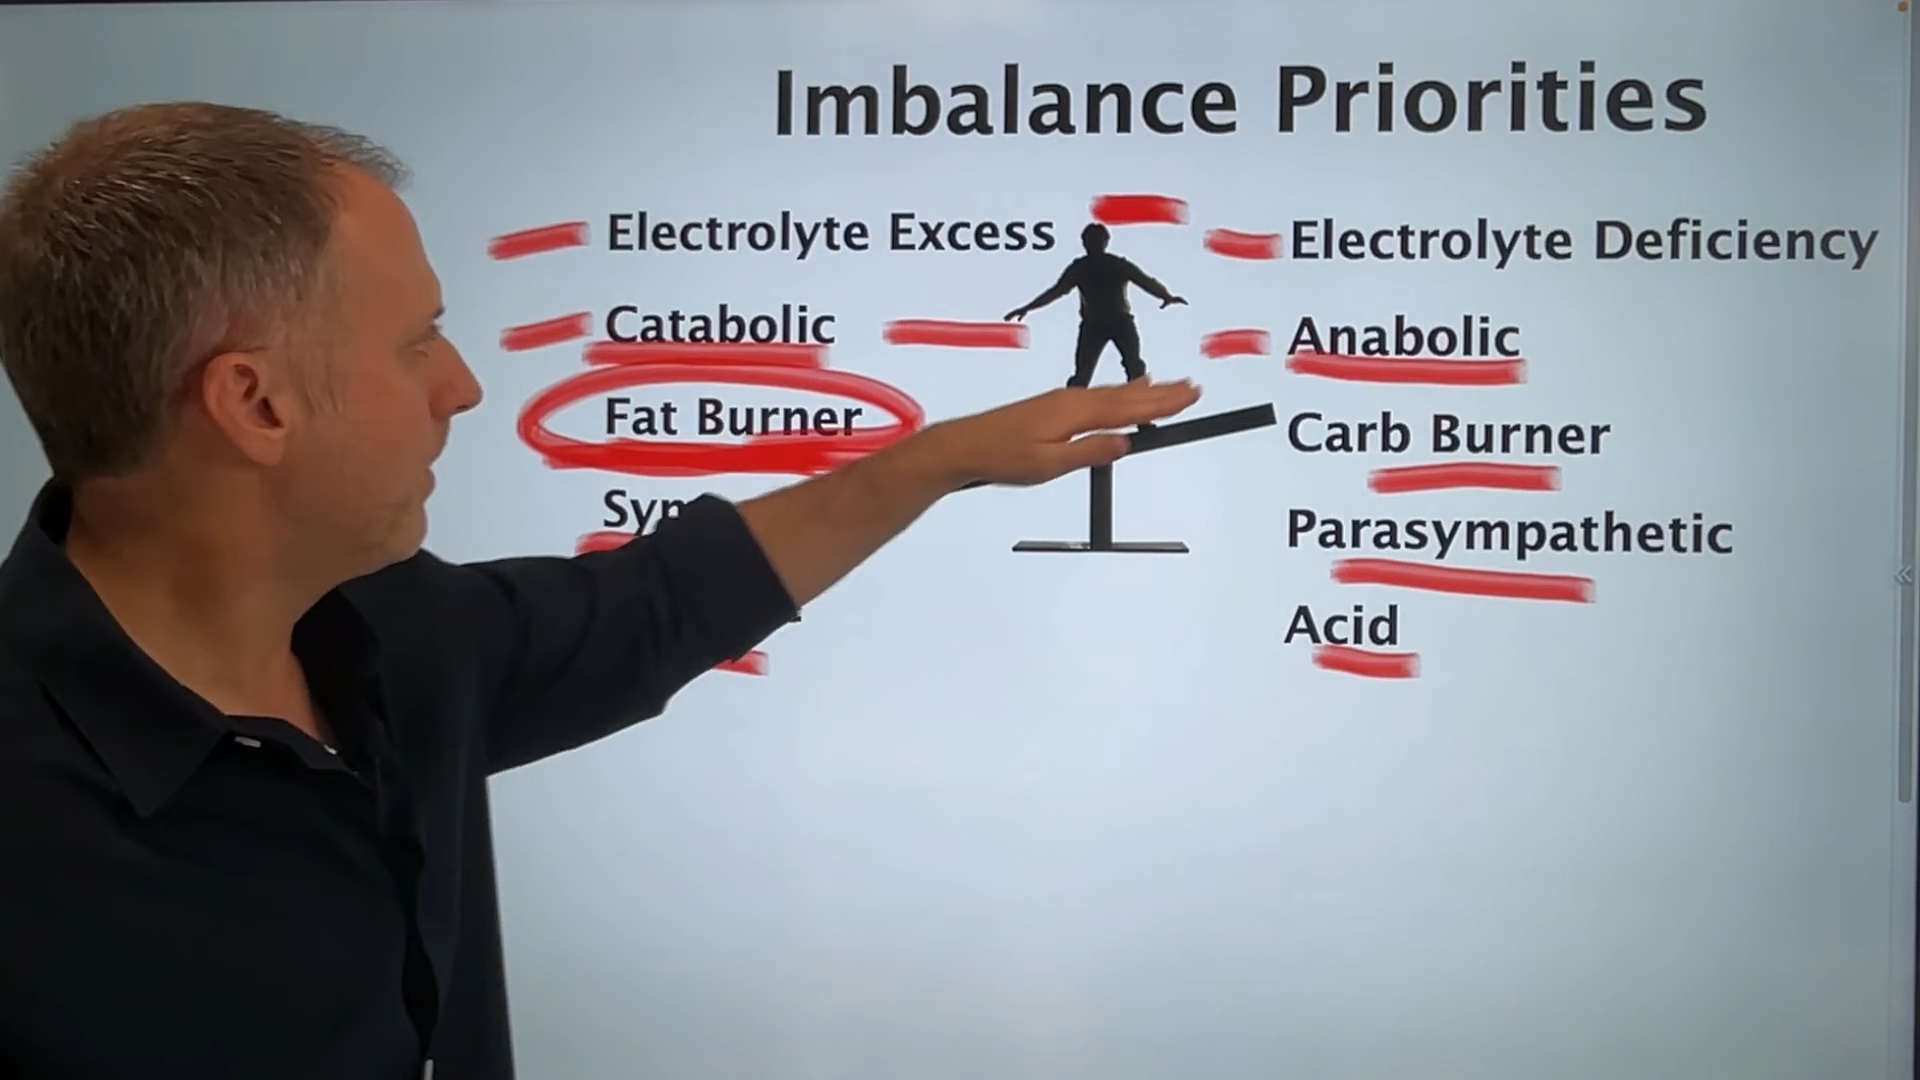 Imbalance Priorities
Electrolyte Excess
Catabolic
Fat Burner
Electrolyte Deficiency
Anabolic
Carb Burner
Parasympathetic
Acid